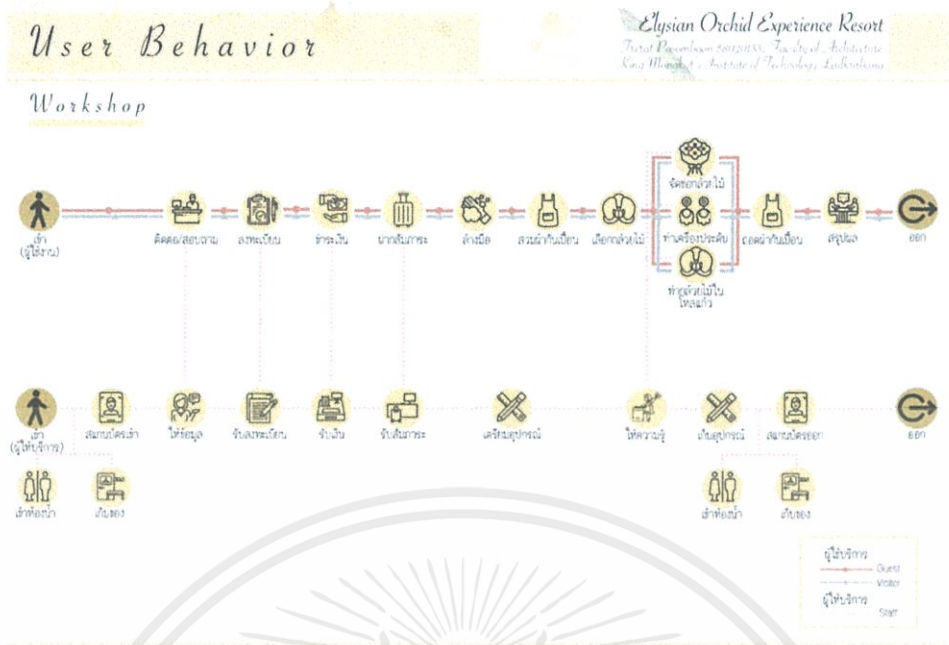 User Behavior
Elysian Orchid Experience Resort
Faculty of Architecture
King Mongkut's Institute of Technology Ladkrabang
Workshop
จัดช่อกล้วยไม้
เข้า
(ผู้ใช้งาน)
ติดต่อ/สอบถาม
ลงทะเบียน
ชำระเงิน
ฝากสัมภาระ
ล้างมือ
สวมผ้ากันเปื้อน
เลือกกล้วยไม้
ทำเครื่องประดับ
ถอดผ้ากันเปื้อน
สรุปผล
ออก
ทำกล้วยไม้ใน
โหลแก้ว
เข้า
(ผู้ให้บริการ)
สแกนบัตรเข้า
ให้ข้อมูล
รับลงทะเบียน
รับเงิน
รับสัมภาระ
เตรียมอุปกรณ์
ให้ความรู้
เก็บอุปกรณ์
สแกนบัตรออก
ออก
เข้าห้องน้ำ
เก็บของ
เข้าห้องน้ำ
เก็บของ
ผู้ใช้บริการ
Guest
Visitor
ผู้ให้บริการ
Staff